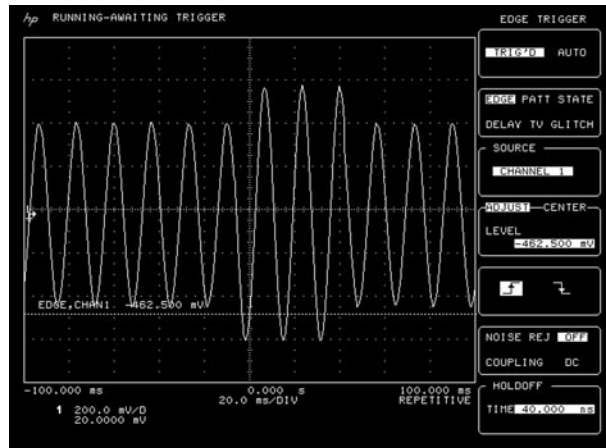 hp RUNNING-AWAITING TRIGGER
EDGE TRIGGER
TRIG'D AUTO
EDGE PATT STATE
DELAY TV GLITCH
SOURCE
CHANNEL 1
ADJUST CENTER
LEVEL
-462.500 mV
EDGE,CHAN1 -462.500 mV
NOISE REJ OFF
COUPLING DC
HOLDOFF
TIME 40.000 ns
-100.000 ms 0.000 s 100.000 ms
20.0 ms/DIV REPETITIVE
1 200.0 mV/D
20.0000 mV